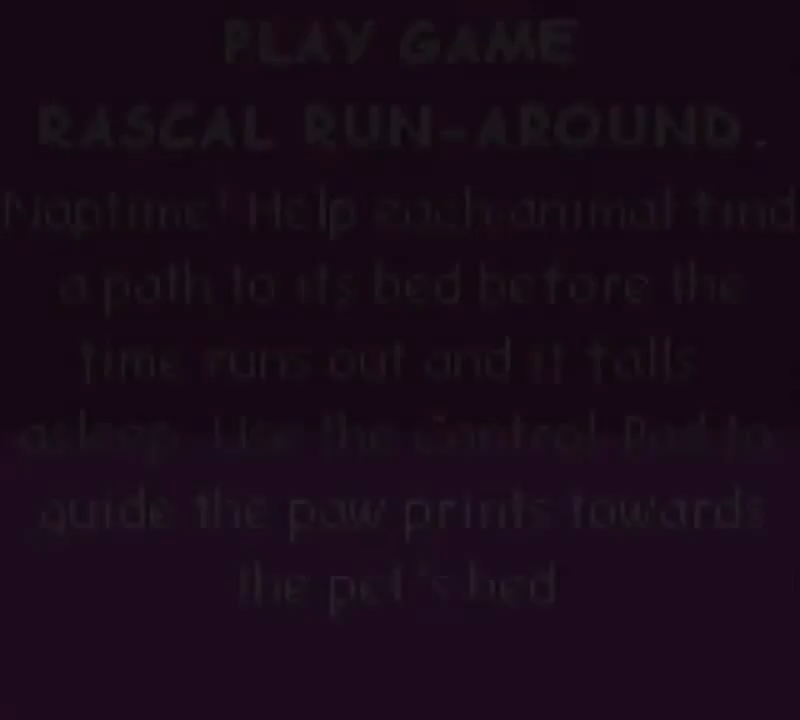 PLAY GAME
RASCAL RUN-AROUND.
Naptime! Help each animal find
a path to its bed before the
time runs out and it falls
asleep. Use the Control Pad to
guide the paw prints towards
the pet's bed